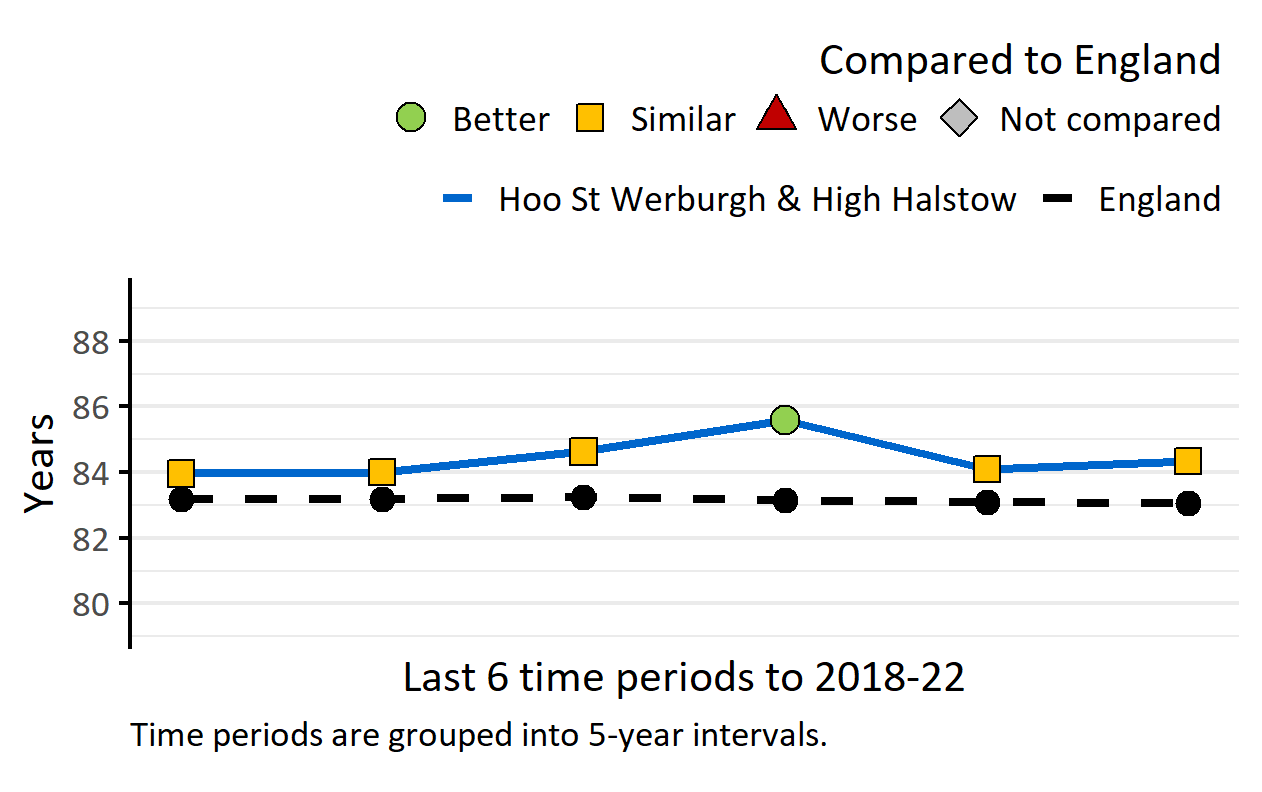 Compared to England
Better Similar Worse Not compared
Hoo St Werburgh & High Halstow England
Years
88
86
84
82
80
Last 6 time periods to 2018-22
Time periods are grouped into 5-year intervals.